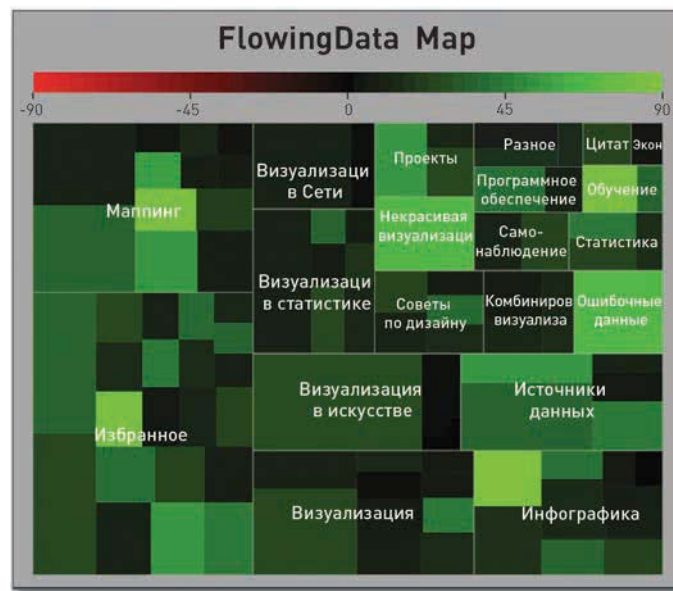 FlowingData Map
-90 -45 0 45 90
Маппинг
Визуализаци
в Сети
Проекты
Разное
Цитат
Экон
Программное
обеспечение
Обучение
Некрасивая
визуализаци
Само-
наблюдение
Статистика
Визуализаци
в статистике
Советы
по дизайну
Комбиниров
визуализа
Ошибочные
данные
Избранное
Визуализация
в искусстве
Источники
данных
Визуализация
Инфографика